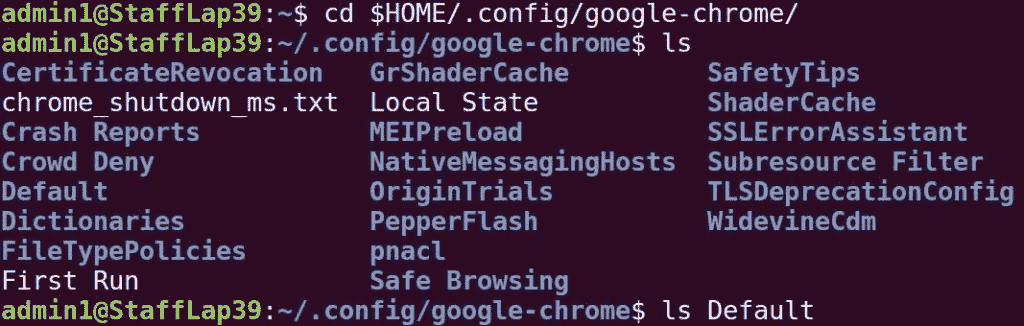 admin1@StaffLap39:~$ cd $HOME/.config/google-chrome/
admin1@StaffLap39:~/.config/google-chrome$ ls
CertificateRevocation GrShaderCache SafetyTips
chrome_shutdown_ms.txt Local State ShaderCache
Crash Reports MEIPreload SSLErrorAssistant
Crowd Deny NativeMessagingHosts Subresource Filter
Default OriginTrials TLSDeprecationConfig
Dictionaries PepperFlash WidevineCdm
FileTypePolicies pnacl
First Run Safe Browsing
admin1@StaffLap39:~/.config/google-chrome$ ls Default